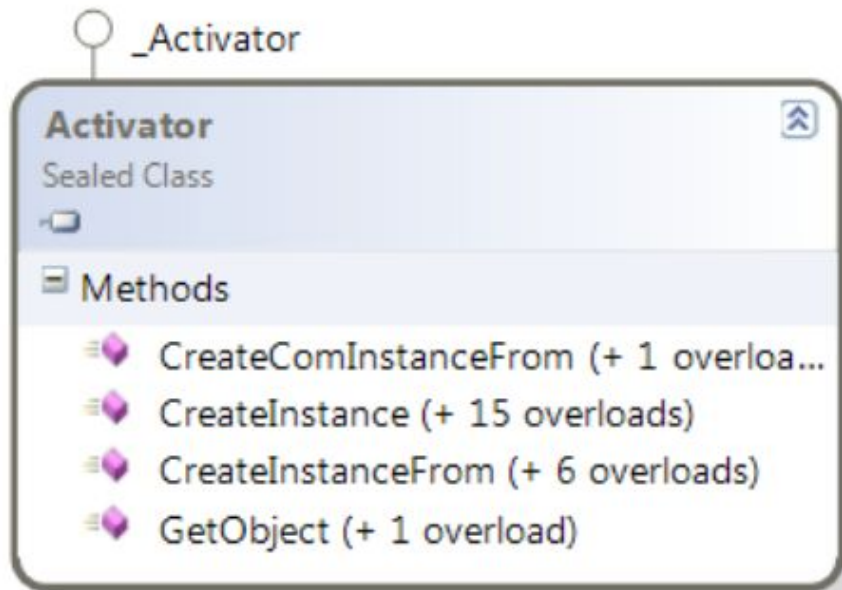 _Activator
Activator
Sealed Class
Methods
CreateComInstanceFrom (+ 1 overloa...
CreateInstance (+ 15 overloads)
CreateInstanceFrom (+ 6 overloads)
GetObject (+ 1 overload)